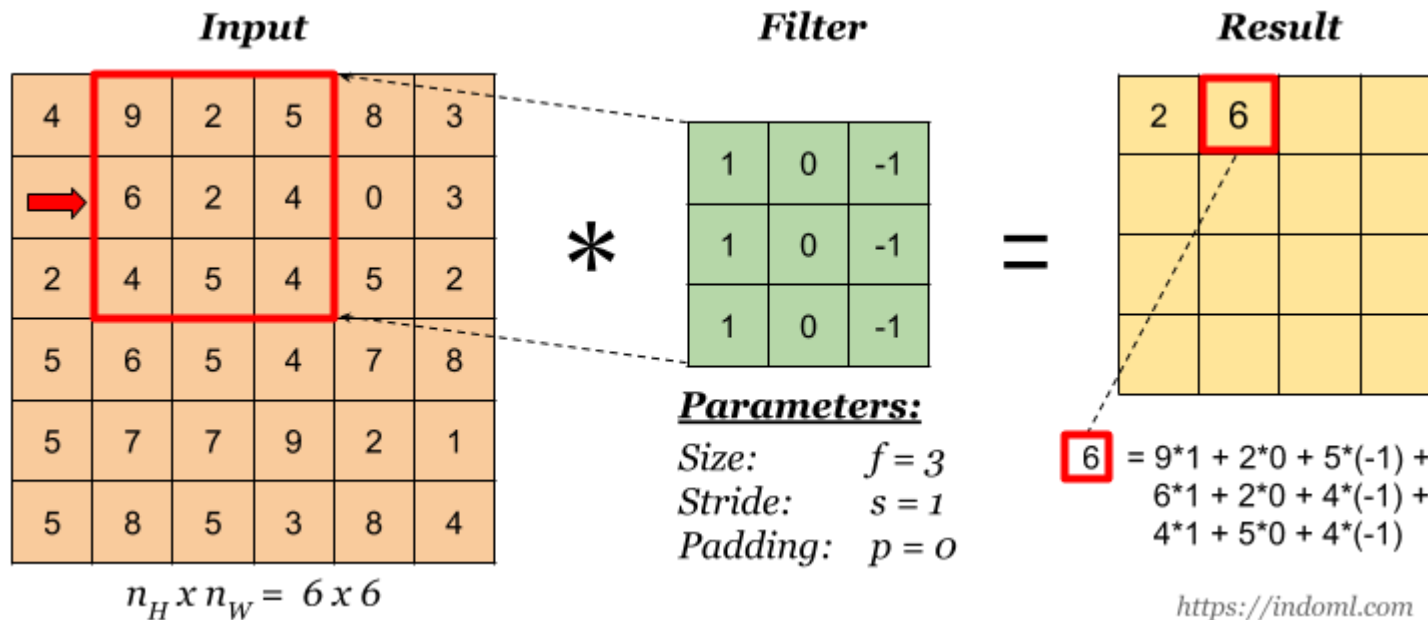 Input Filter Result
4 9 2 5 8 3
6 2 4 0 3
2 4 5 4 5 2
5 6 5 4 7 8
5 7 7 9 2 1
5 8 5 3 8 4
n_H x n_W = 6 x 6
*
1 0 -1
1 0 -1
1 0 -1
Parameters:
Size: f = 3
Stride: s = 1
Padding: p = 0
=
2 6
6 = 9*1 + 2*0 + 5*(-1) +
6*1 + 2*0 + 4*(-1) +
4*1 + 5*0 + 4*(-1)
https://indoml.com